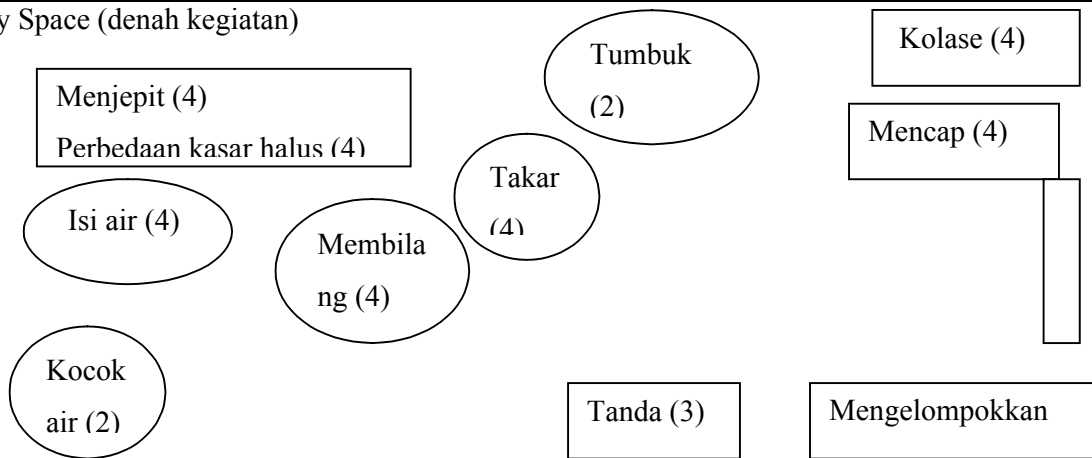 y Space (denah kegiatan)
Tumbuk
(2)
Kolase (4)
Menjepit (4)
Perbedaan kasar halus (4)
Mencap (4)
Takar
(4)
Isi air (4)
Membila
ng (4)
Kocok
air (2)
Tanda (3)
Mengelompokkan